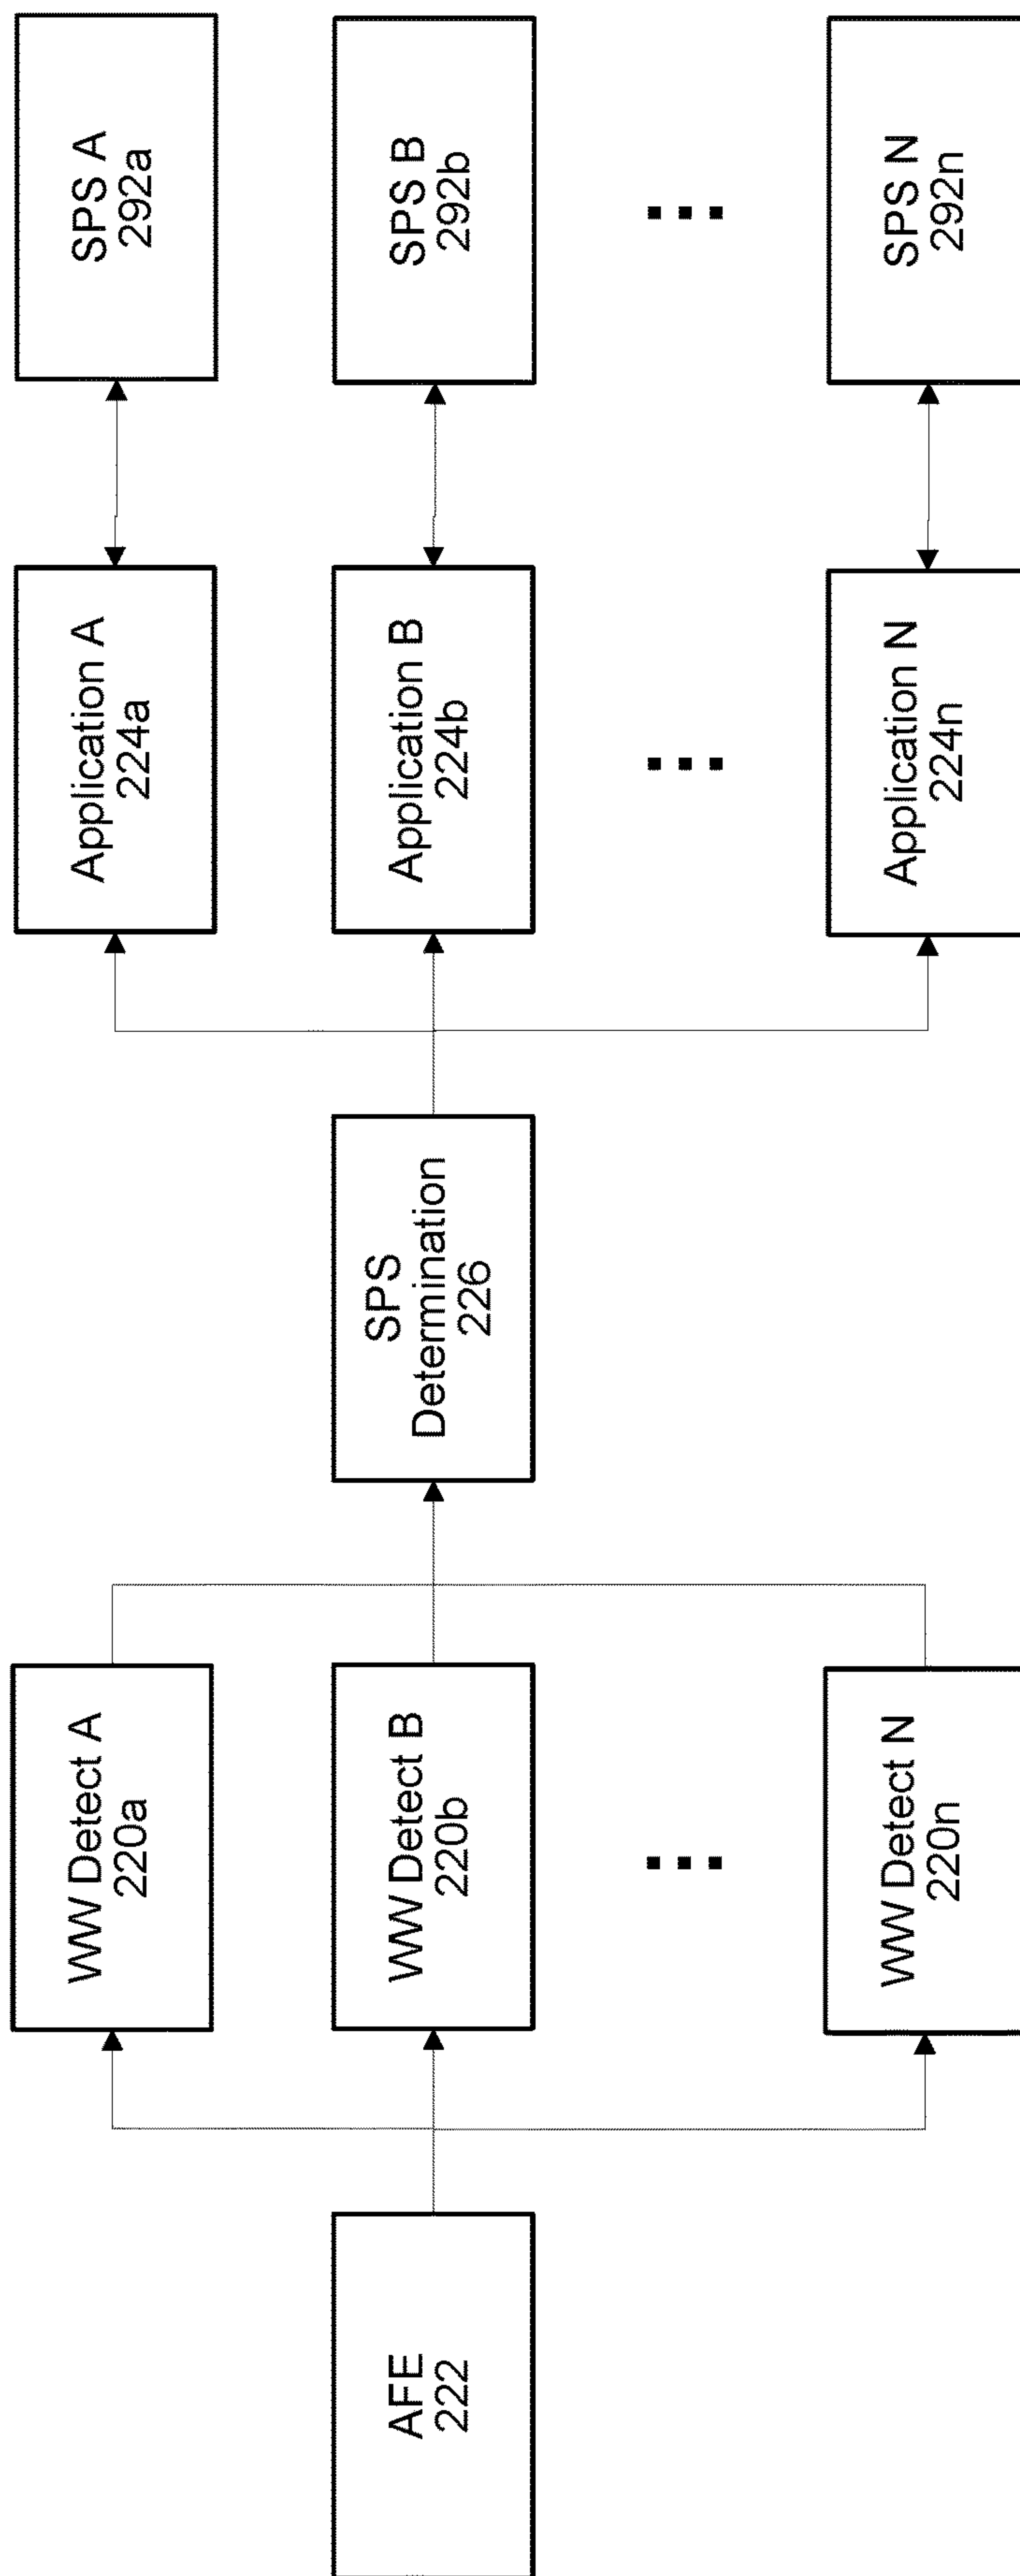 AFE
222
WW Detect A
220a
WW Detect B
220b
WW Detect N
220n
SPS
Determination
226
Application A
224a
Application B
224b
Application N
224n
SPS A
292a
SPS B
292b
SPS N
292n